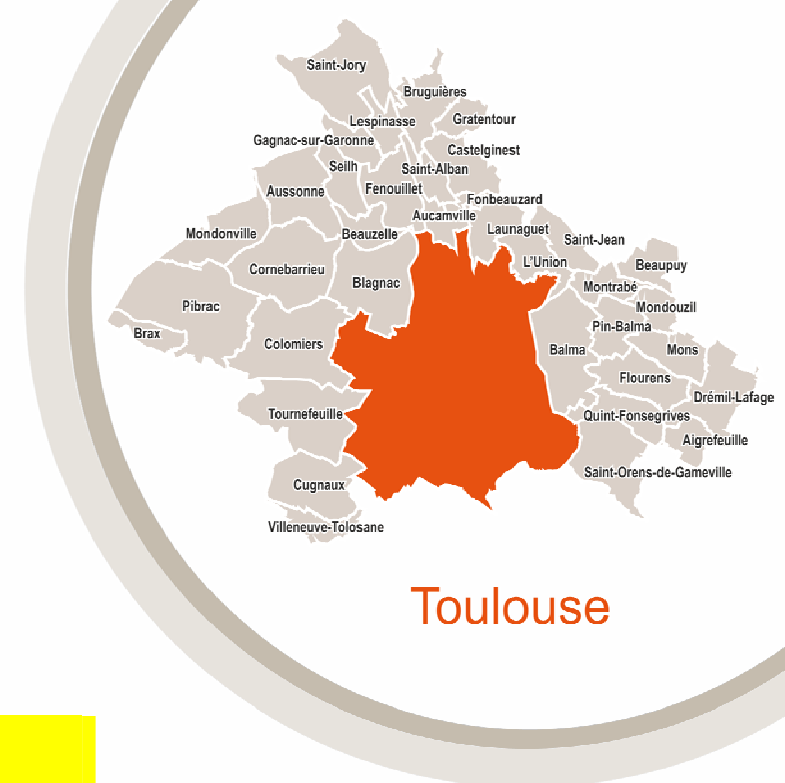 Saint-Jory
Bruguières
Lespinasse
Gratentour
Gagnac-sur-Garonne
Castelginest
Seilh
Saint-Alban
Aussonne
Fenouillet
Fonbeauzard
Aucamville
Mondonville
Beauzelle
Launaguet
Saint-Jean
Cornebarrieu
L'Union
Beaupuy
Blagnac
Montrabé
Pibrac
Mondouzil
Brax
Pin-Balma
Colomiers
Balma
Mons
Flourens
Drémil-Lafage
Tournefeuille
Quint-Fonsegrives
Aigrefeuille
Saint-Orens-de-Gameville
Cugnaux
Villeneuve-Tolosane
Toulouse